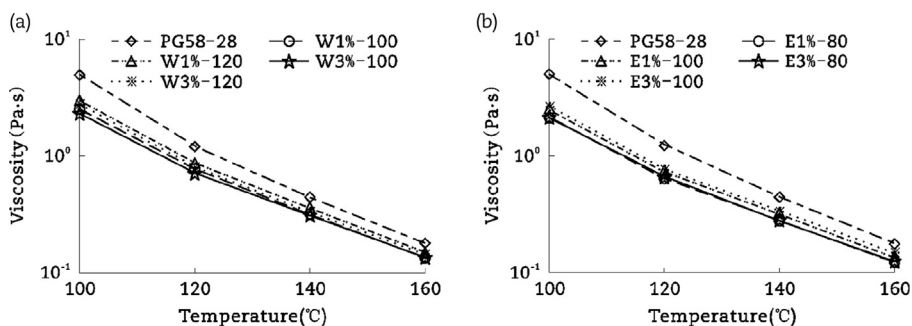 (a)
PG58-28 W1%-100
W1%-120 W3%-100
W3%-120
10¹
10⁰
10⁻¹
Viscosity (Pa·s)
100 120 140 160
Temperature(℃)
(b)
PG58-28 E1%-80
E1%-100 E3%-80
E3%-100
10¹
10⁰
10⁻¹
Viscosity (Pa·s)
100 120 140 160
Temperature(℃)